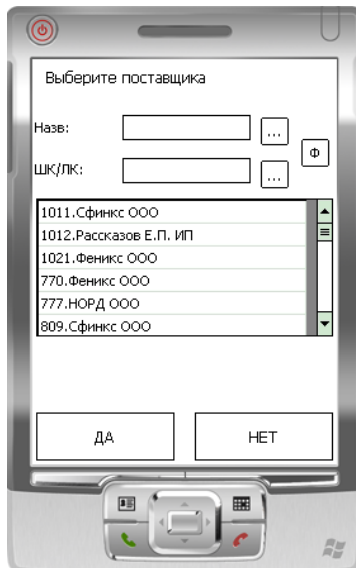 Выберите поставщика
Назв:
...
Ф
ШК/ЛК:
...
1011.Сфинкс ООО
1012.Рассказов Е.П. ИП
1021.Феникс ООО
770.Феникс ООО
777.НОРД ООО
809.Сфинкс ООО
ДА НЕТ